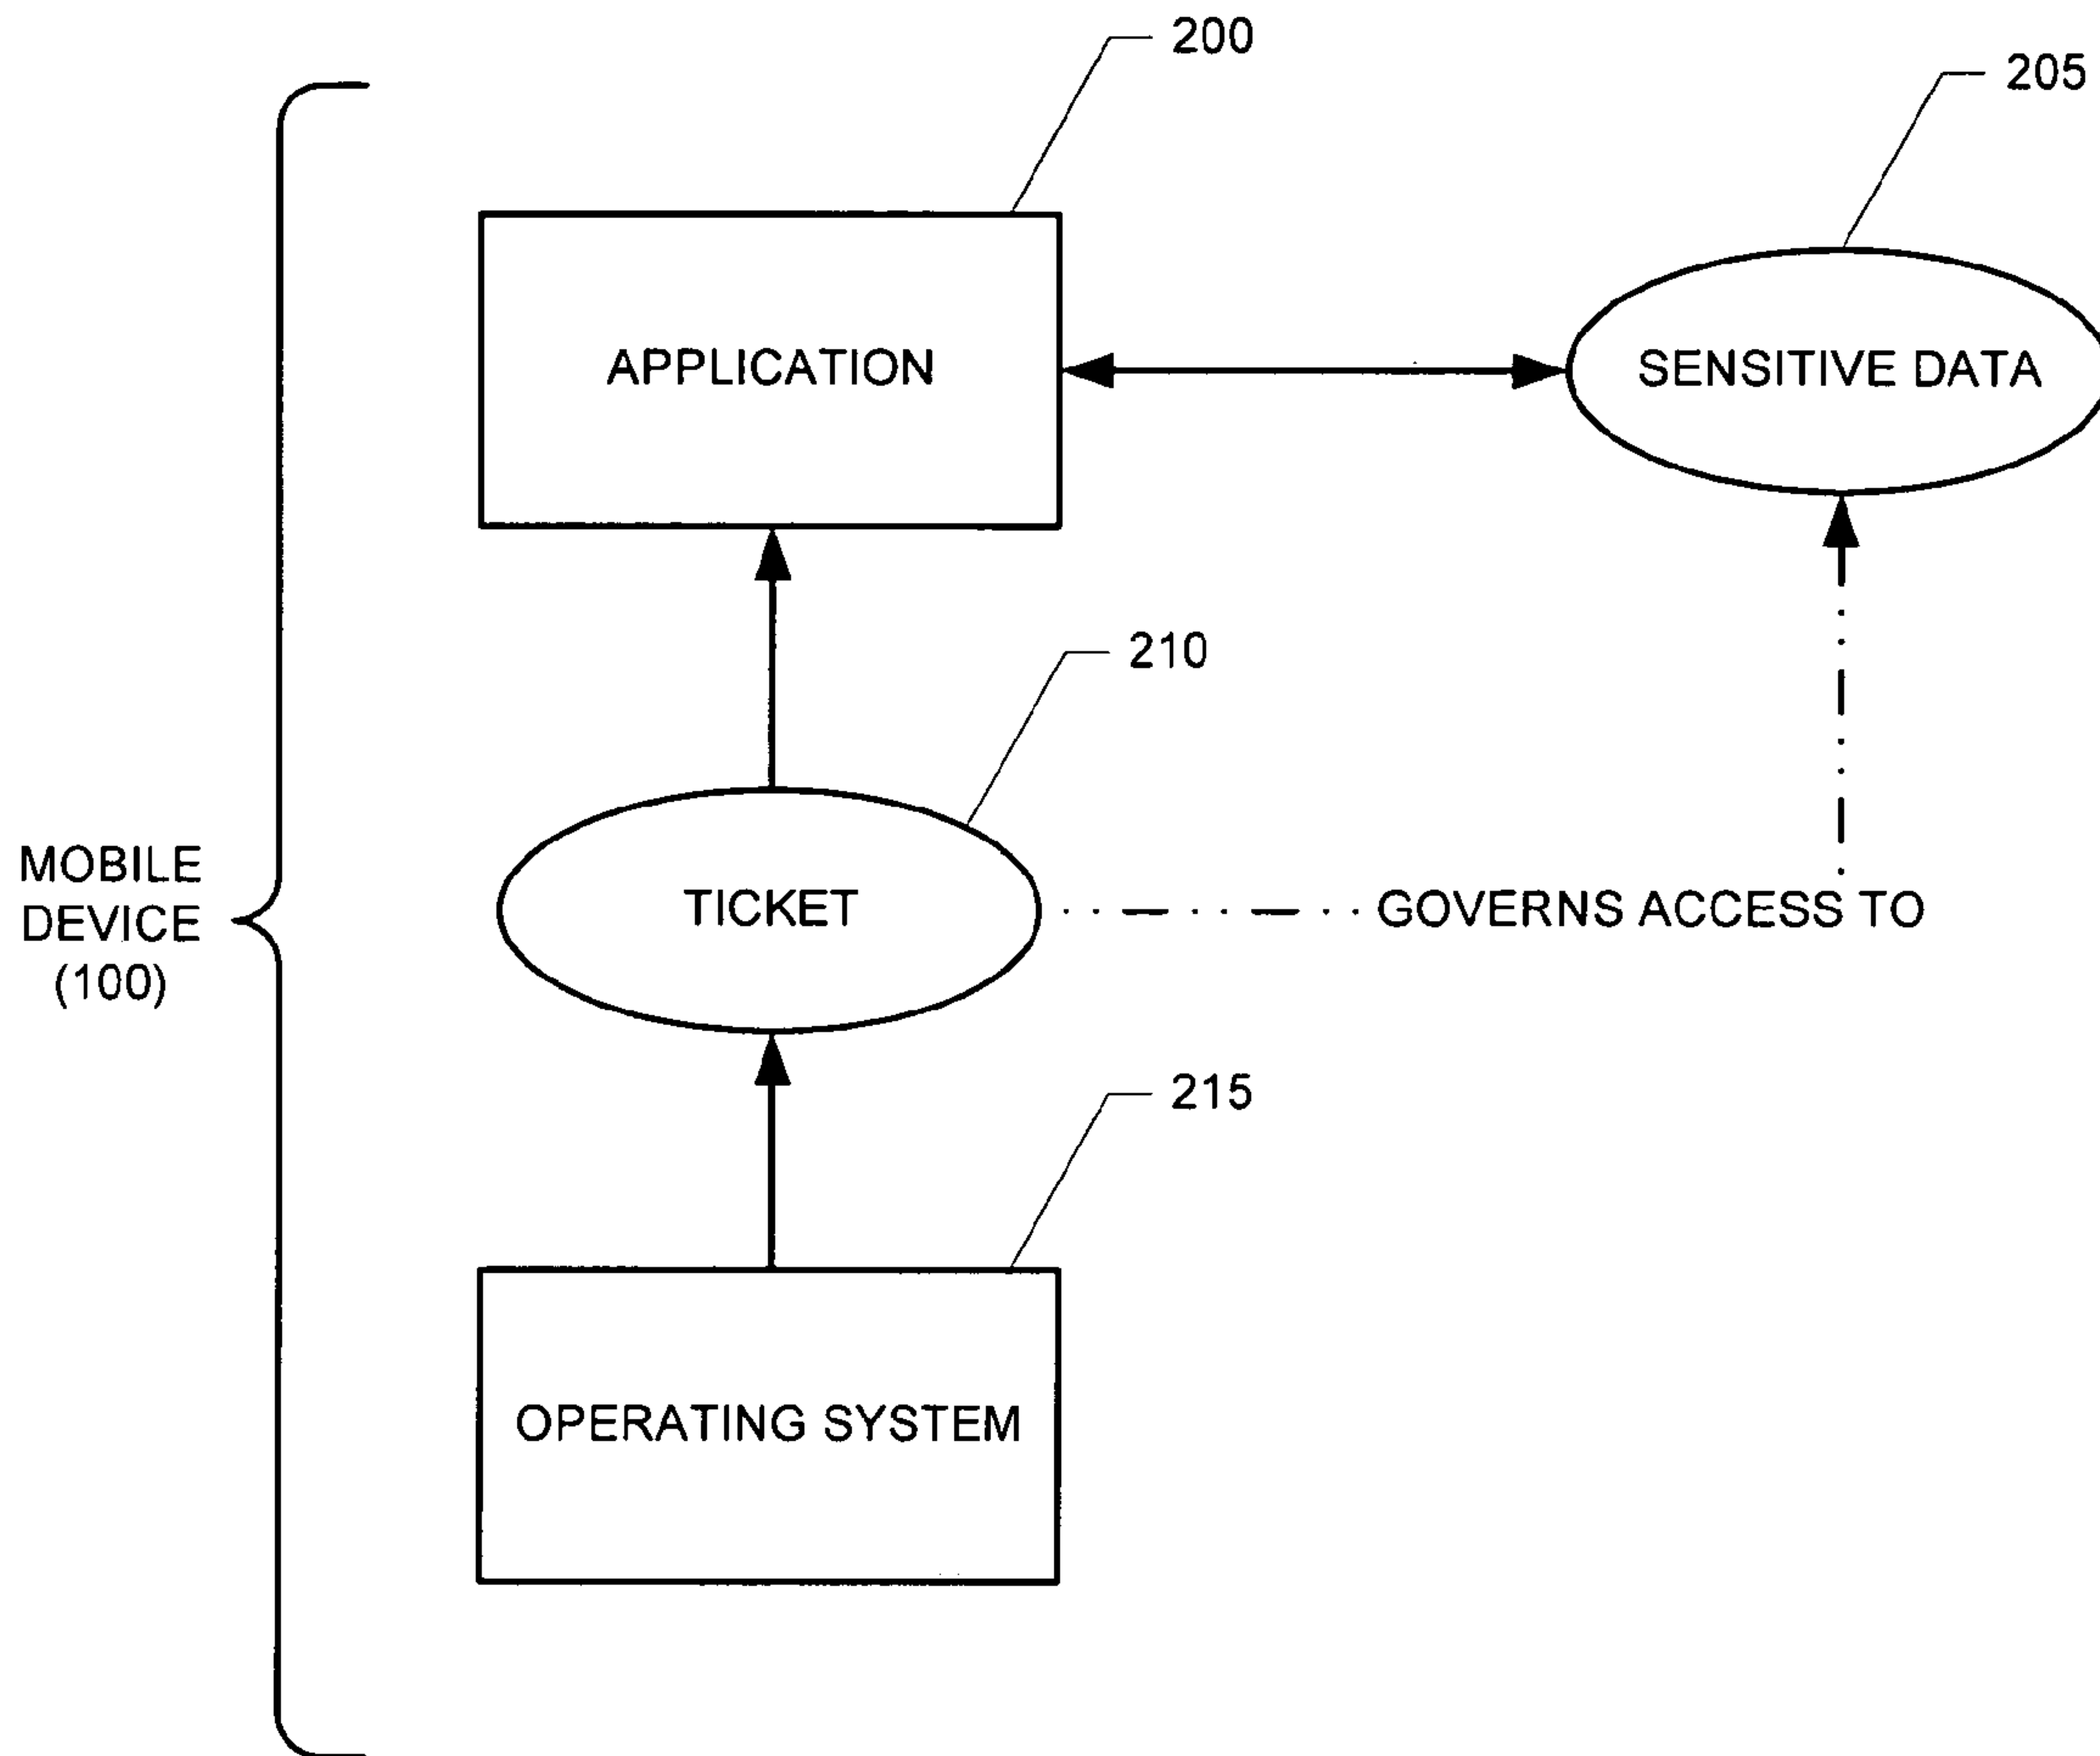 200
205
APPLICATION
SENSITIVE DATA
210
MOBILE
DEVICE
(100)
TICKET
GOVERNS ACCESS TO
215
OPERATING SYSTEM